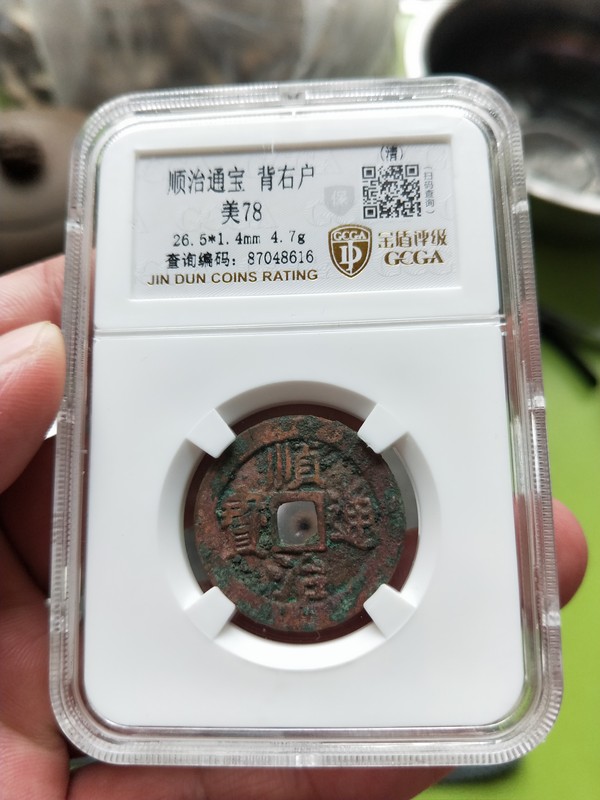 (清)
顺治通宝 背右户
美78
26.5*1.4mm 4.7g
查询编码: 87048616
JIN DUN COINS RATING
保
(扫码查询)
GCGA
金盾评级
GCGA
順
寶 通
治